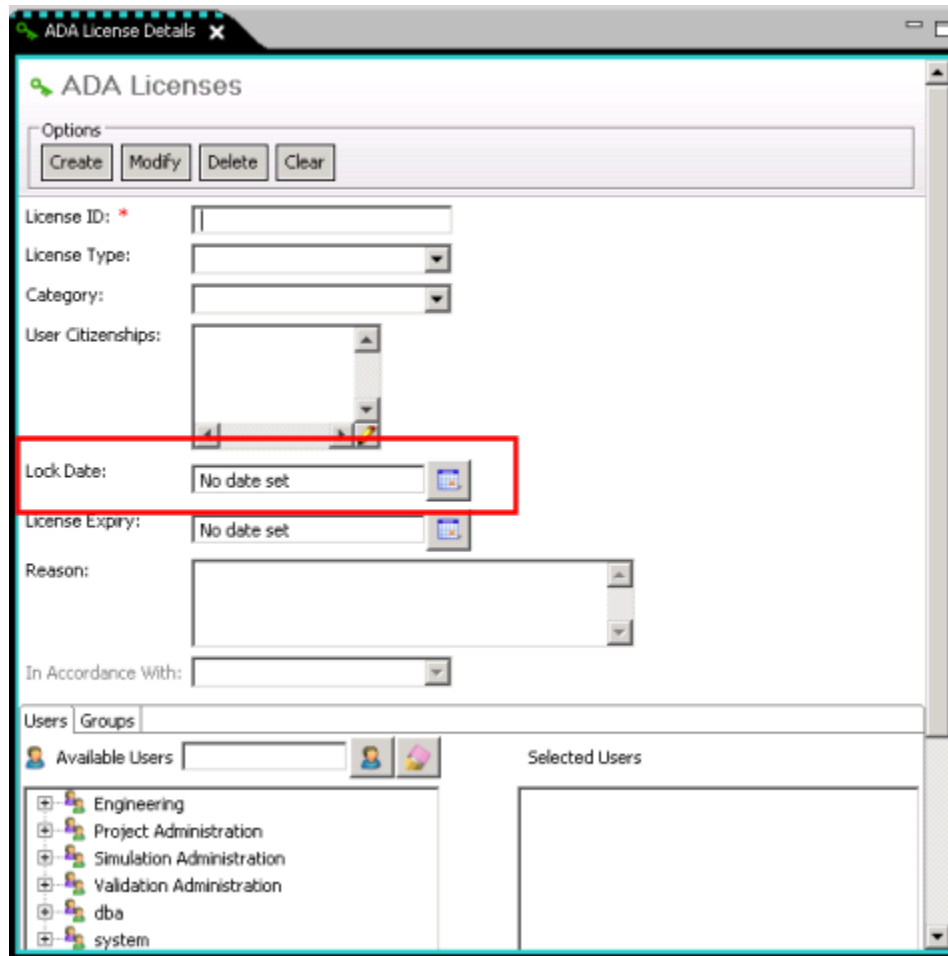 ADA License Details
ADA Licenses
Options
Create Modify Delete Clear
License ID: *
License Type:
Category:
User Citizenships:
Lock Date: No date set
License Expiry: No date set
Reason:
In Accordance With:
Users Groups
Available Users Selected Users
Engineering
Project Administration
Simulation Administration
Validation Administration
dba
system